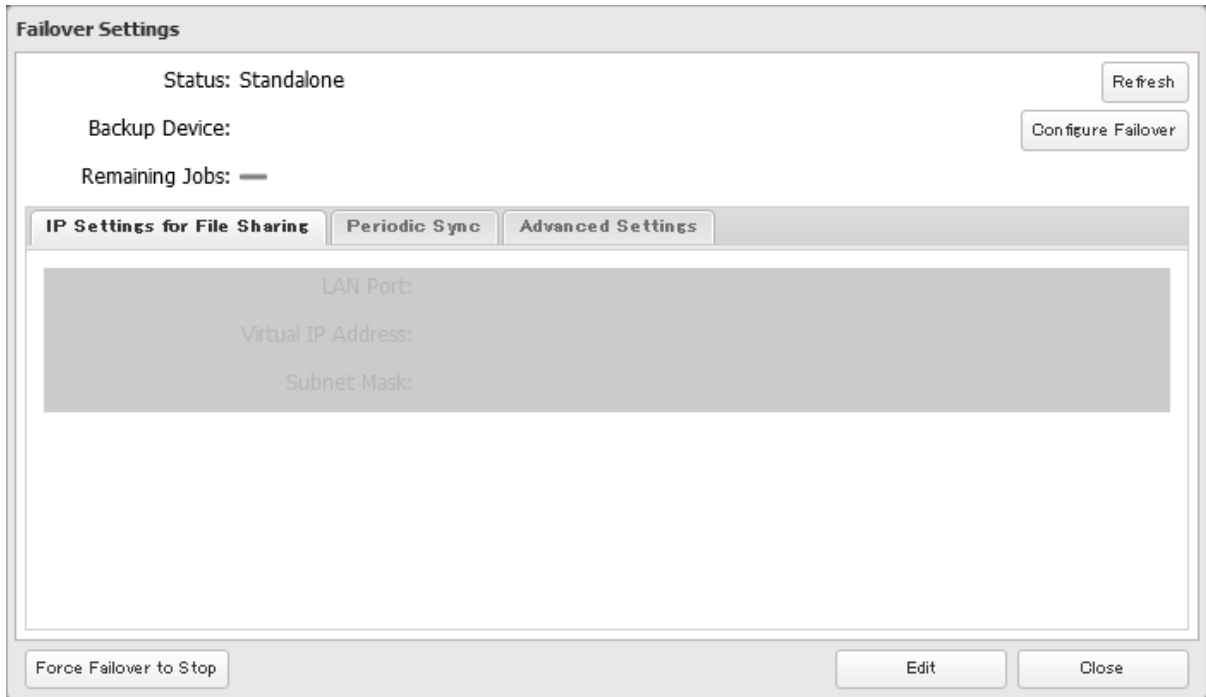 Failover Settings
Status: Standalone
Refresh
Backup Device:
Configure Failover
Remaining Jobs:
IP Settings for File Sharing Periodic Sync Advanced Settings
LAN Port:
Virtual IP Address:
Subnet Mask:
Force Failover to Stop Edit Close